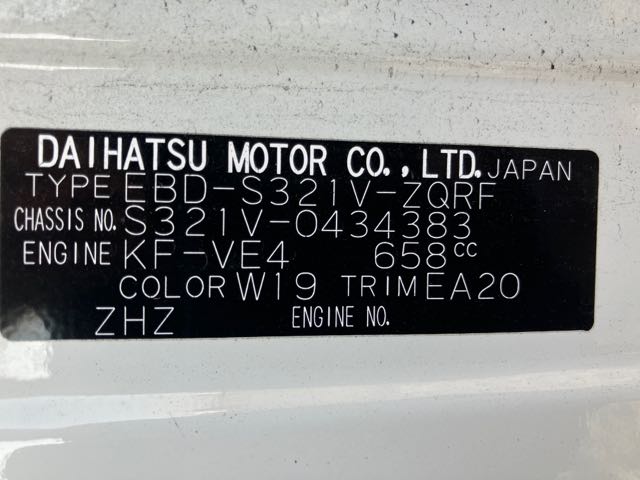 DAIHATSU MOTOR CO.,LTD. JAPAN
TYPE EBD-S321V-ZQRF
CHASSIS NO. S321V-0434383
ENGINE KF-VE4 658cc
COLOR W19 TRIM EA20
ZHZ ENGINE NO.